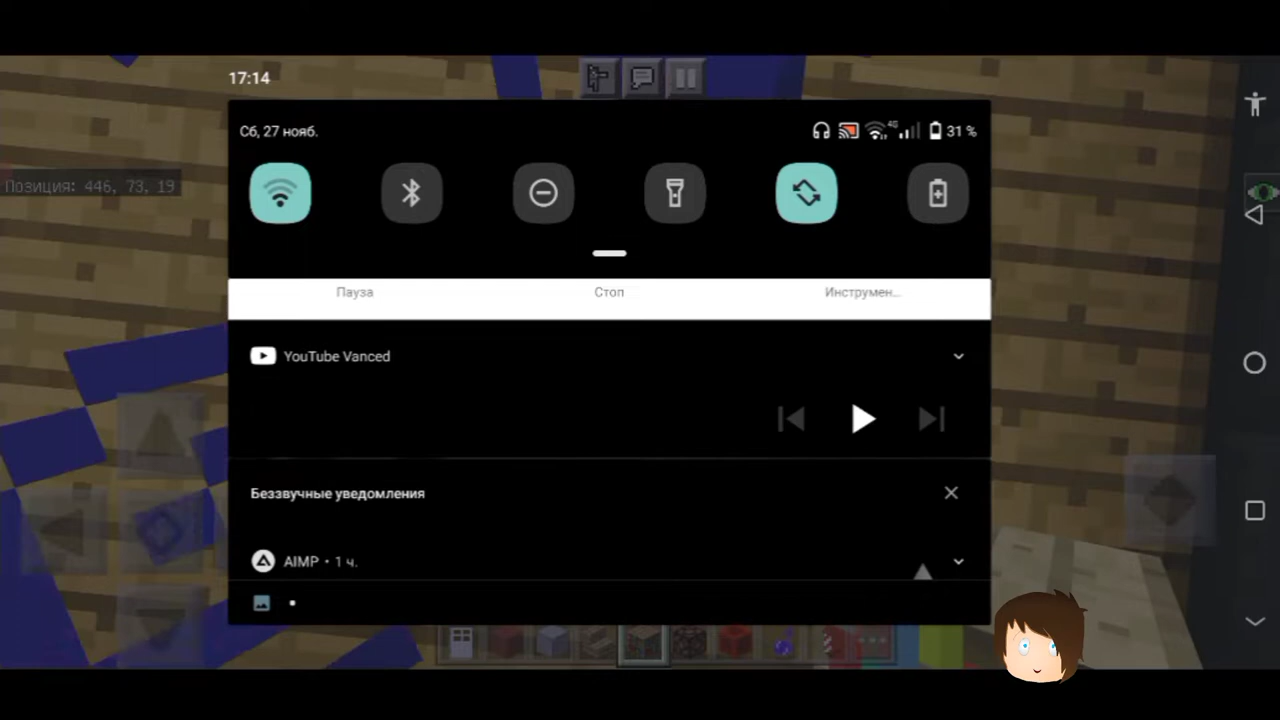 17:14
Сб, 27 нояб.
4G
31 %
Позиция: 446, 73, 19
Пауза
Стоп
Инструмен...
YouTube Vanced
Беззвучные уведомления
AIMP • 1 ч.